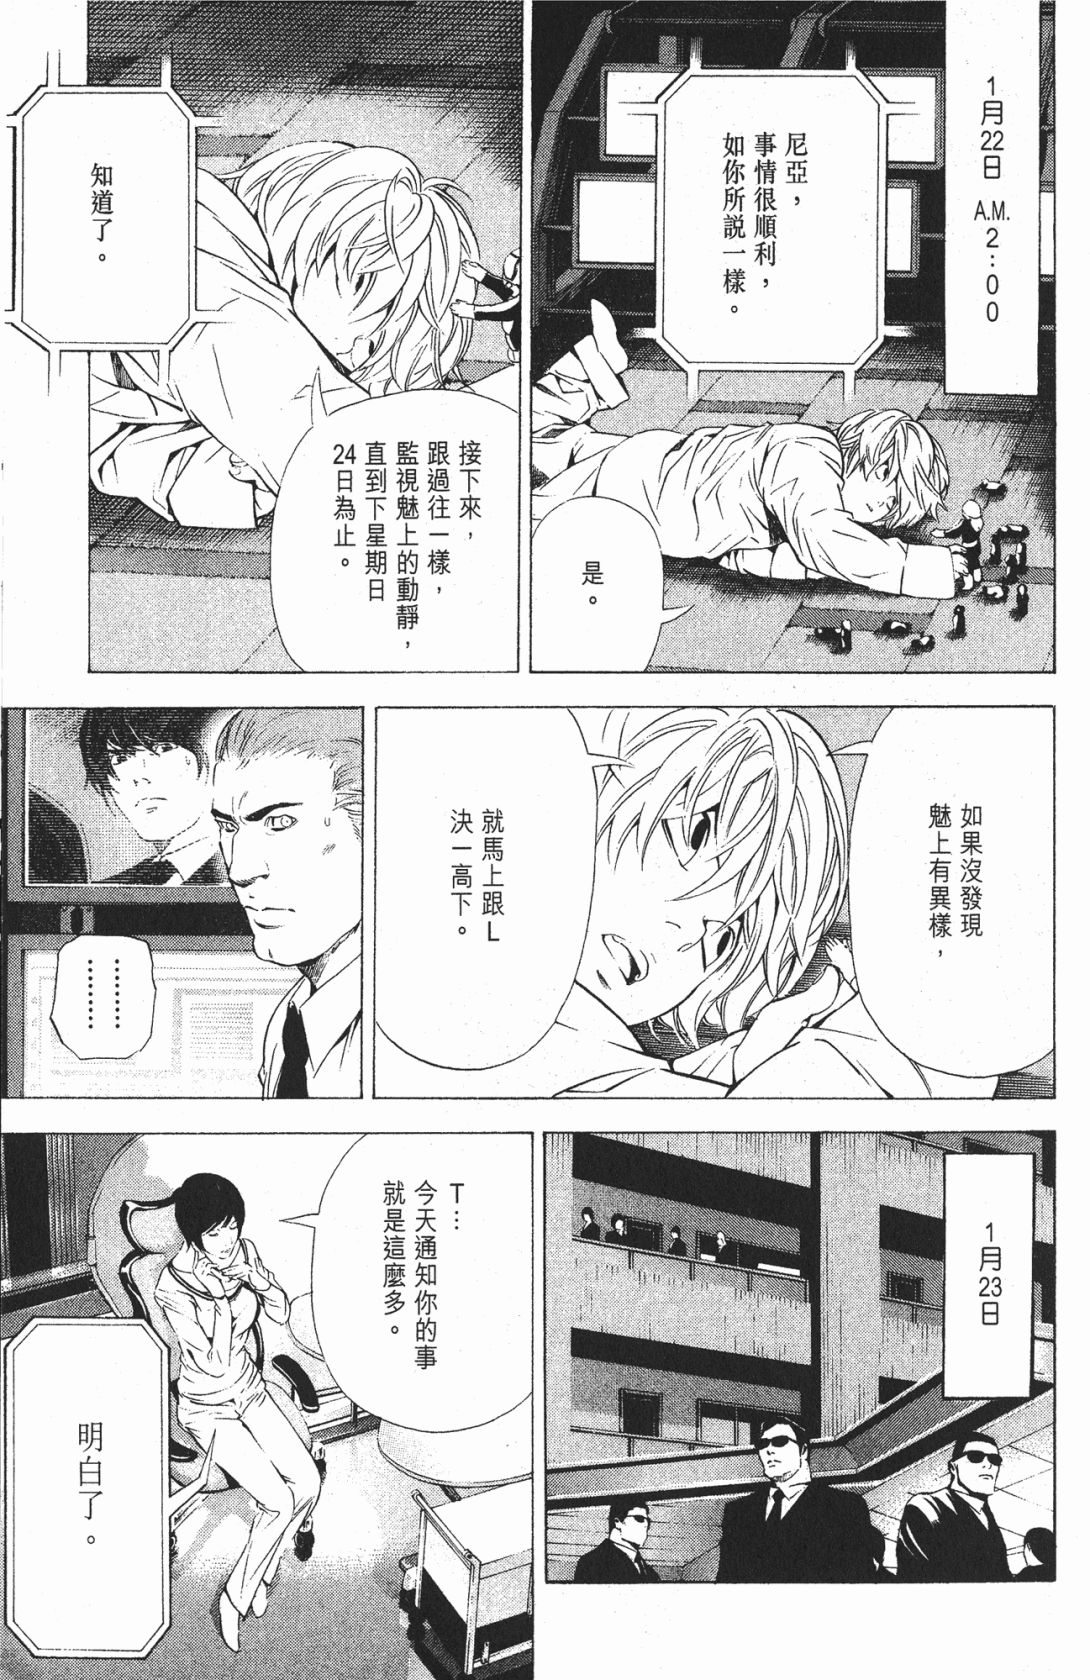 1月22日 A.M.2:00
尼亞，
事情很順利，
如你所説一樣。
是。
知道了。
接下來，
跟過往一樣，
監視魅上的動靜，
直到下星期日
24日為止。
如果沒發現
魅上有異樣，
就馬上跟L
決一高下。
………
………
1月23日
T…
今天通知你的事
就是這麼多。
明白了。